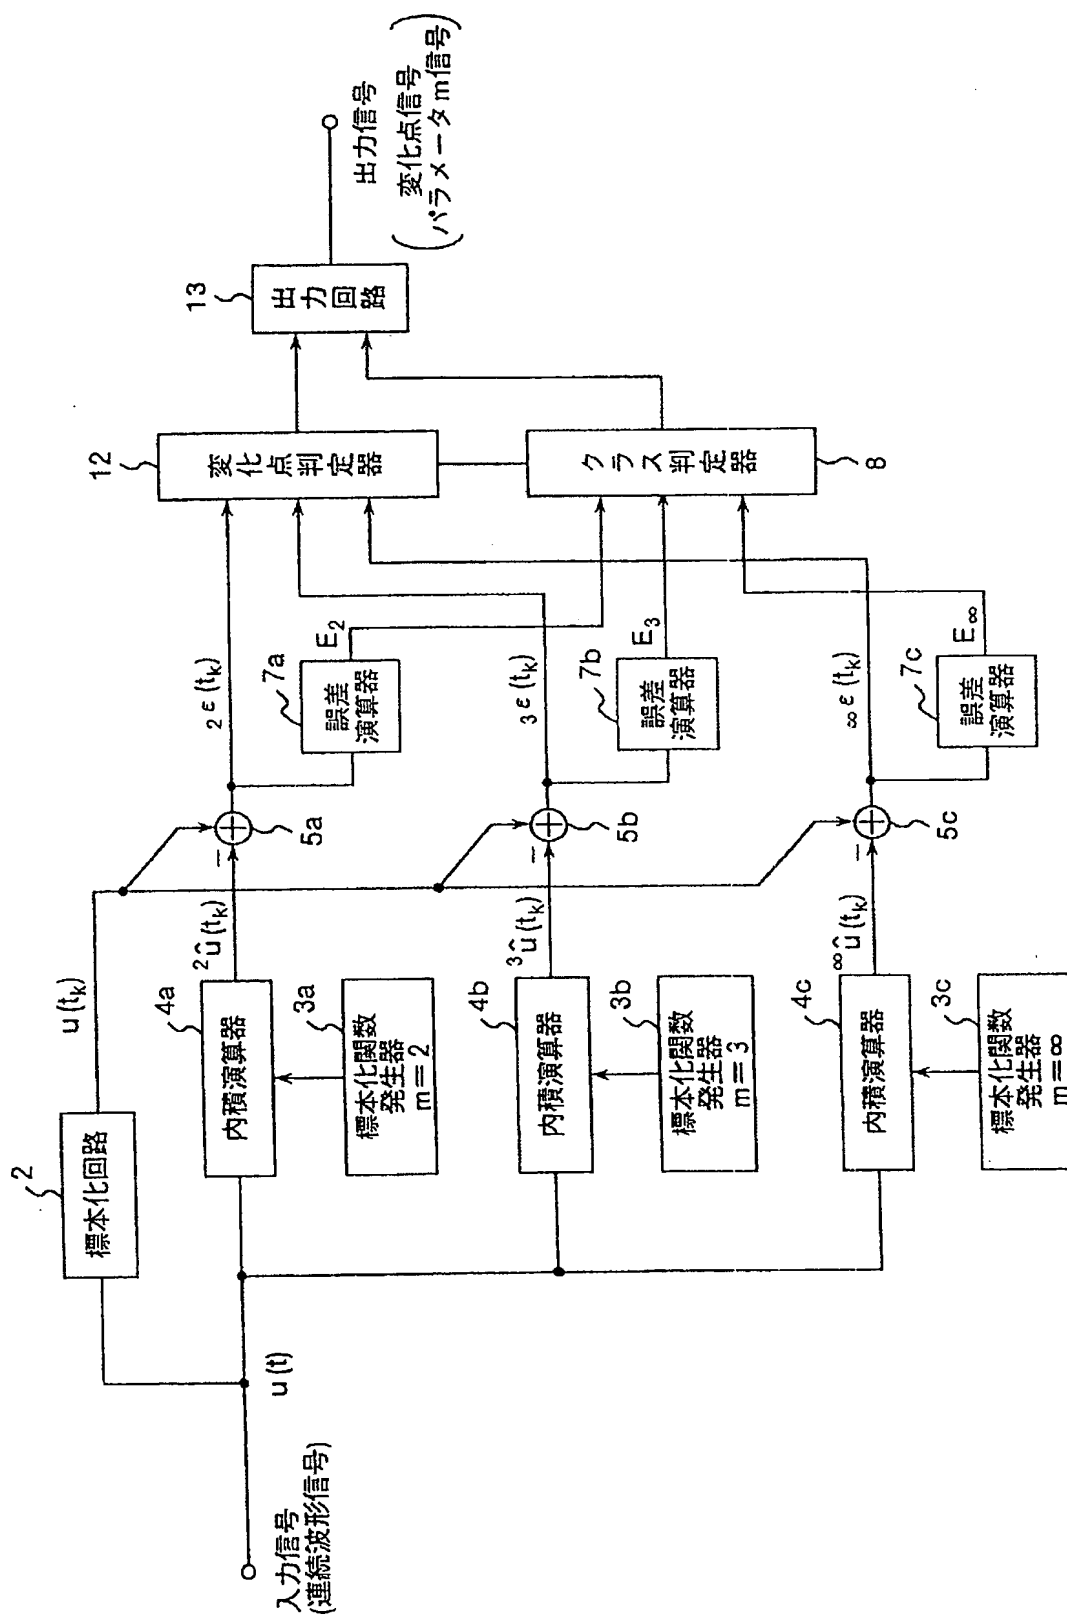 入力信号
(連続波形信号)
u(t)
2
標本化回路
u(tₖ)
4a
内積演算器
²û(tₖ)
3a
標本化関数
発生器
m=2
4b
内積演算器
³û(tₖ)
3b
標本化関数
発生器
m=3
4c
内積演算器
∞û(tₖ)
3c
標本化関数
発生器
m=∞
−
5a
−
5b
−
5c
₂ε(tₖ)
7a
誤差
演算器
E₂
₃ε(tₖ)
7b
誤差
演算器
E₃
∞ε(tₖ)
7c
誤差
演算器
E∞
12
変化点判定器
クラス判定器
8
13
出力回路
出力信号
変化点信号
パラメータm信号